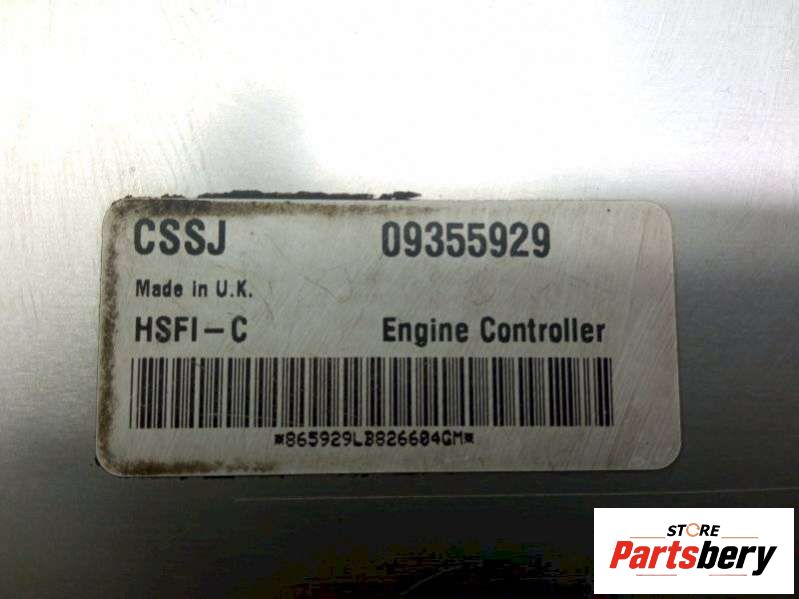 CSSJ 09355929
Made in U.K.
HSFI-C Engine Controller
*865929LB826604GM*
STORE
Partsbery